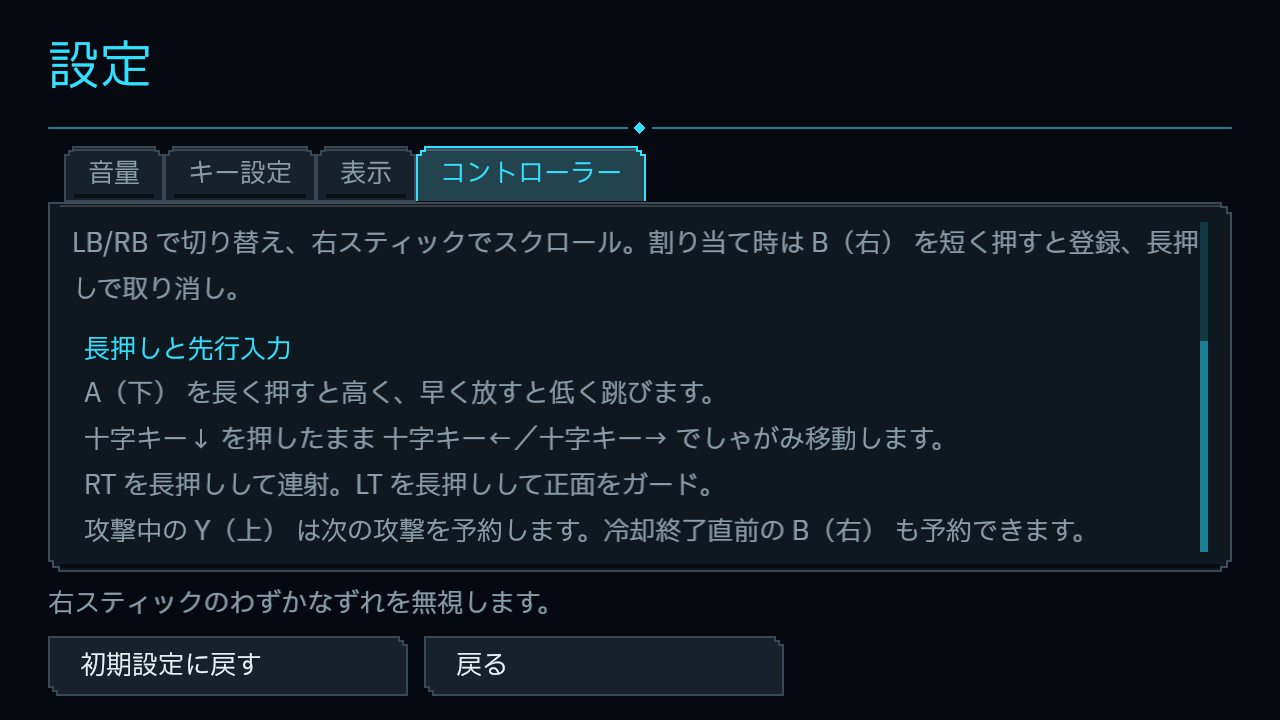 設定
音量
キー設定
表示
コントローラー
LB/RB で切り替え、右スティックでスクロール。割り当て時は B（右） を短く押すと登録、長押
しで取り消し。
長押しと先行入力
A（下） を長く押すと高く、早く放すと低く跳びます。
十字キー↓ を押したまま 十字キー←／十字キー→ でしゃがみ移動します。
RT を長押しして連射。LT を長押しして正面をガード。
攻撃中の Y（上） は次の攻撃を予約します。冷却終了直前の B（右） も予約できます。
右スティックのわずかなずれを無視します。
初期設定に戻す
戻る